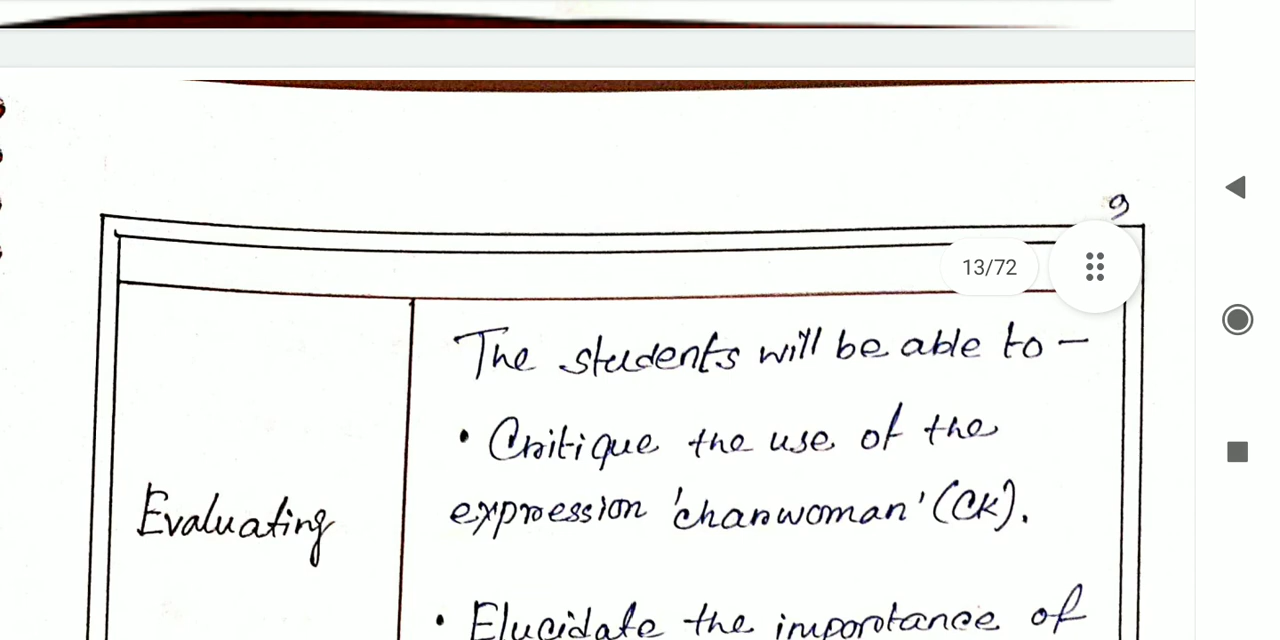 9
13/72
The students will be able to –
• Critique the use of the
expression 'charwoman' (CK).
Evaluating
• Elucidate the importance of